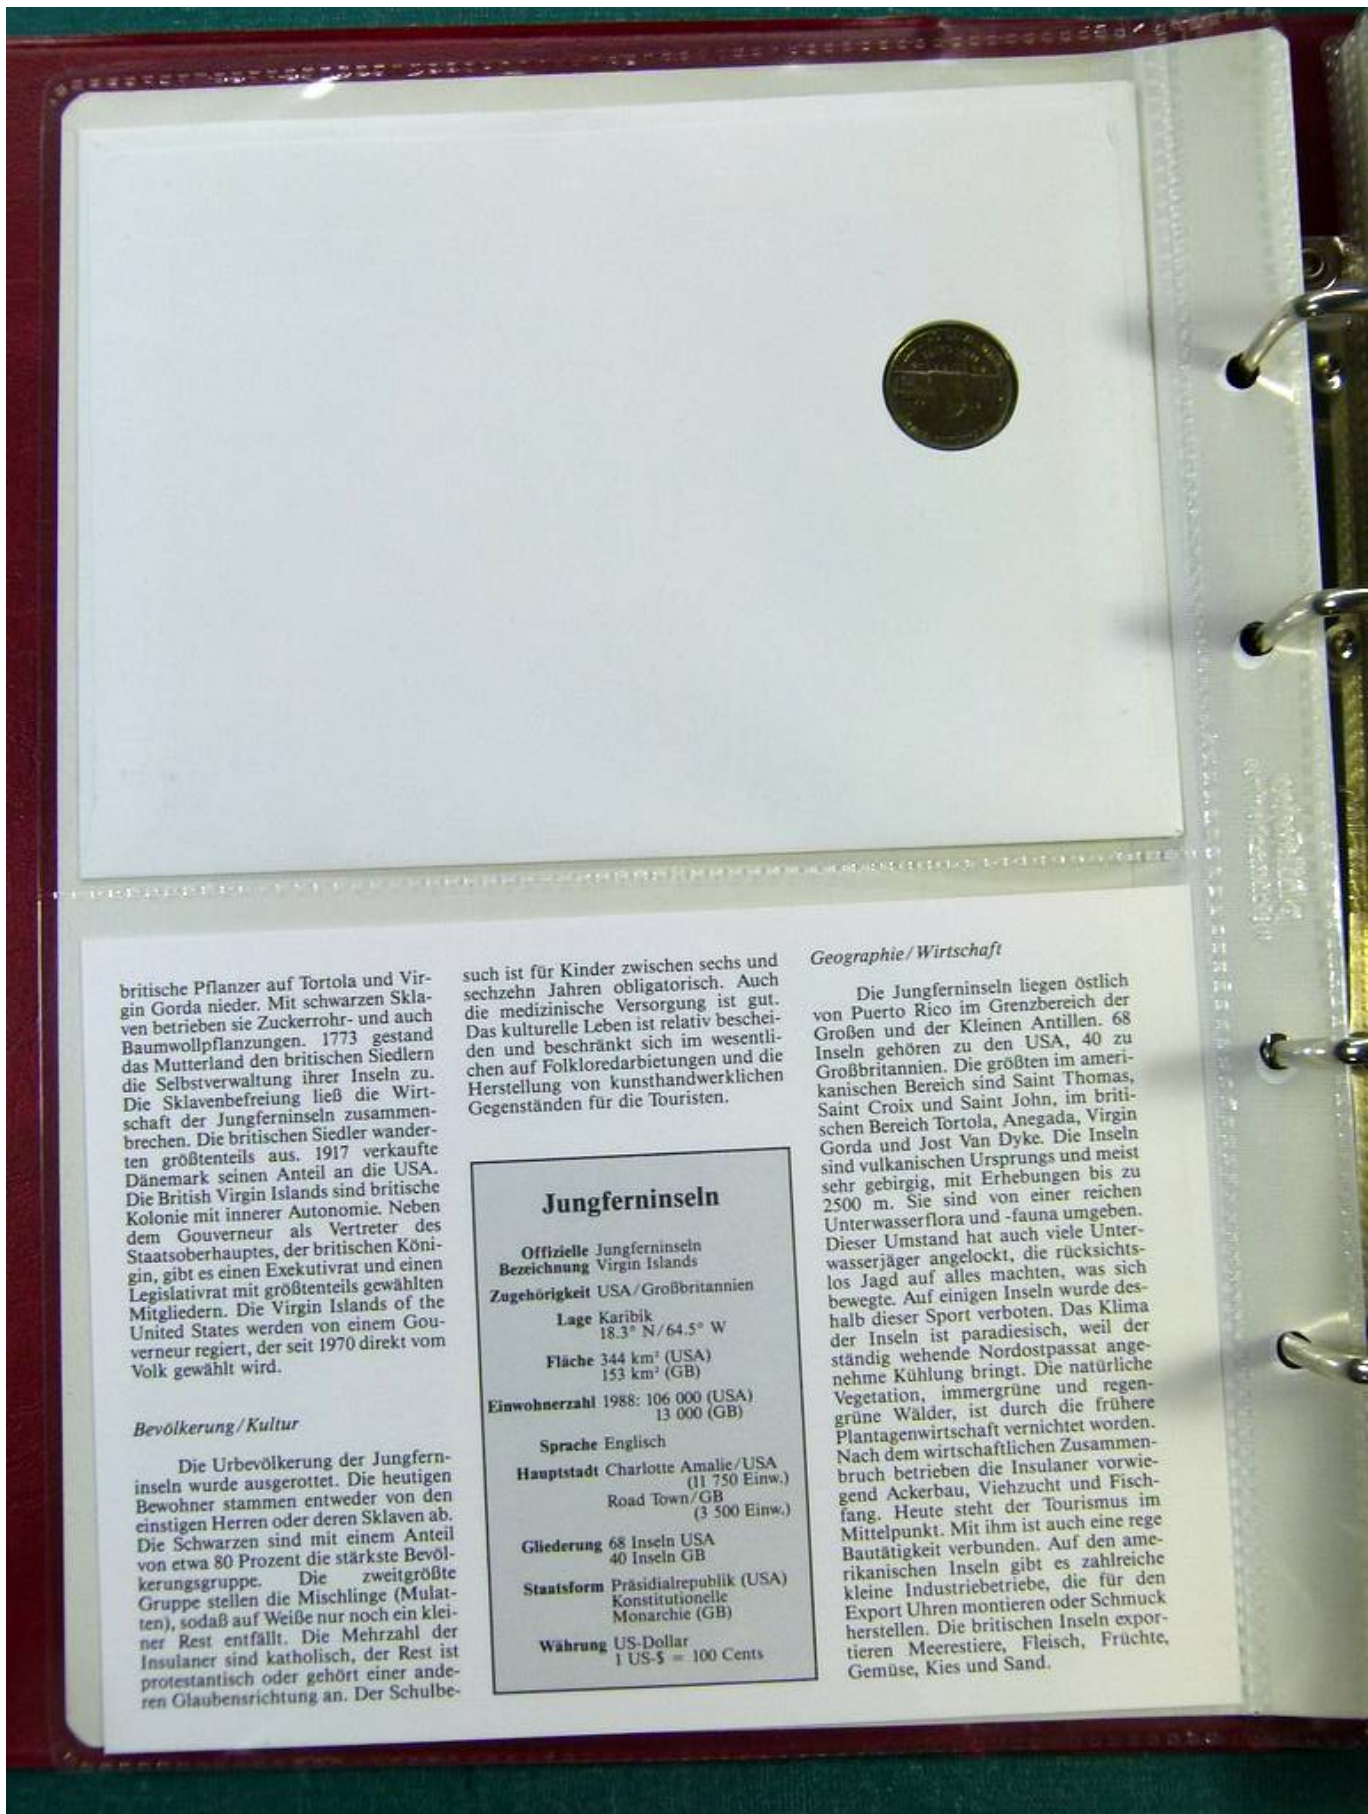 britische Pflanzer auf Tortola und Vir-
gin Gorda nieder. Mit schwarzen Skla-
ven betrieben sie Zuckerrohr- und auch
Baumwollpflanzungen. 1773 gestand
das Mutterland den britischen Siedlern
die Selbstverwaltung ihrer Inseln zu.
Die Sklavenbefreiung ließ die Wirt-
schaft der Jungferninseln zusammen-
brechen. Die britischen Siedler wander-
ten größtenteils aus. 1917 verkaufte
Dänemark seinen Anteil an die USA.
Die British Virgin Islands sind britische
Kolonie mit innerer Autonomie. Neben
dem Gouverneur als Vertreter des
Staatsoberhauptes, der britischen Köni-
gin, gibt es einen Exekutivrat und einen
Legislativrat mit größtenteils gewählten
Mitgliedern. Die Virgin Islands of the
United States werden von einem Gou-
verneur regiert, der seit 1970 direkt vom
Volk gewählt wird.
Bevölkerung/Kultur
Die Urbevölkerung der Jungfern-
inseln wurde ausgerottet. Die heutigen
Bewohner stammen entweder von den
einstigen Herren oder deren Sklaven ab.
Die Schwarzen sind mit einem Anteil
von etwa 80 Prozent die stärkste Bevöl-
kerungsgruppe. Die zweitgrößte
Gruppe stellen die Mischlinge (Mulat-
ten), sodaß auf Weiße nur noch ein klei-
ner Rest entfällt. Die Mehrzahl der
Insulaner sind katholisch, der Rest ist
protestantisch oder gehört einer ande-
ren Glaubensrichtung an. Der Schulbe-
such ist für Kinder zwischen sechs und
sechzehn Jahren obligatorisch. Auch
die medizinische Versorgung ist gut.
Das kulturelle Leben ist relativ beschei-
den und beschränkt sich im wesentli-
chen auf Folkloredarbietungen und die
Herstellung von kunsthandwerklichen
Gegenständen für die Touristen.
Jungferninseln
Offizielle Jungferninseln
Bezeichnung Virgin Islands
Zugehörigkeit USA/Großbritannien
Lage Karibik
18.3° N/64.5° W
Fläche 344 km² (USA)
153 km² (GB)
Einwohnerzahl 1988: 106 000 (USA)
13 000 (GB)
Sprache Englisch
Hauptstadt Charlotte Amalie/USA
(11 750 Einw.)
Road Town/GB
(3 500 Einw.)
Gliederung 68 Inseln USA
40 Inseln GB
Staatsform Präsidialrepublik (USA)
Konstitutionelle
Monarchie (GB)
Währung US-Dollar
1 US-$ = 100 Cents
Geographie/Wirtschaft
Die Jungferninseln liegen östlich
von Puerto Rico im Grenzbereich der
Großen und der Kleinen Antillen. 68
Inseln gehören zu den USA, 40 zu
Großbritannien. Die größten im ameri-
kanischen Bereich sind Saint Thomas,
Saint Croix und Saint John, im briti-
schen Bereich Tortola, Anegada, Virgin
Gorda und Jost Van Dyke. Die Inseln
sind vulkanischen Ursprungs und meist
sehr gebirgig, mit Erhebungen bis zu
2500 m. Sie sind von einer reichen
Unterwasserflora und -fauna umgeben.
Dieser Umstand hat auch viele Unter-
wasserjäger angelockt, die rücksichts-
los Jagd auf alles machten, was sich
bewegte. Auf einigen Inseln wurde des-
halb dieser Sport verboten. Das Klima
der Inseln ist paradiesisch, weil der
ständig wehende Nordostpassat ange-
nehme Kühlung bringt. Die natürliche
Vegetation, immergrüne und regen-
grüne Wälder, ist durch die frühere
Plantagenwirtschaft vernichtet worden.
Nach dem wirtschaftlichen Zusammen-
bruch betrieben die Insulaner vorwie-
gend Ackerbau, Viehzucht und Fisch-
fang. Heute steht der Tourismus im
Mittelpunkt. Mit ihm ist auch eine rege
Bautätigkeit verbunden. Auf den ame-
rikanischen Inseln gibt es zahlreiche
kleine Industriebetriebe, die für den
Export Uhren montieren oder Schmuck
herstellen. Die britischen Inseln expor-
tieren Meerestiere, Fleisch, Früchte,
Gemüse, Kies und Sand.